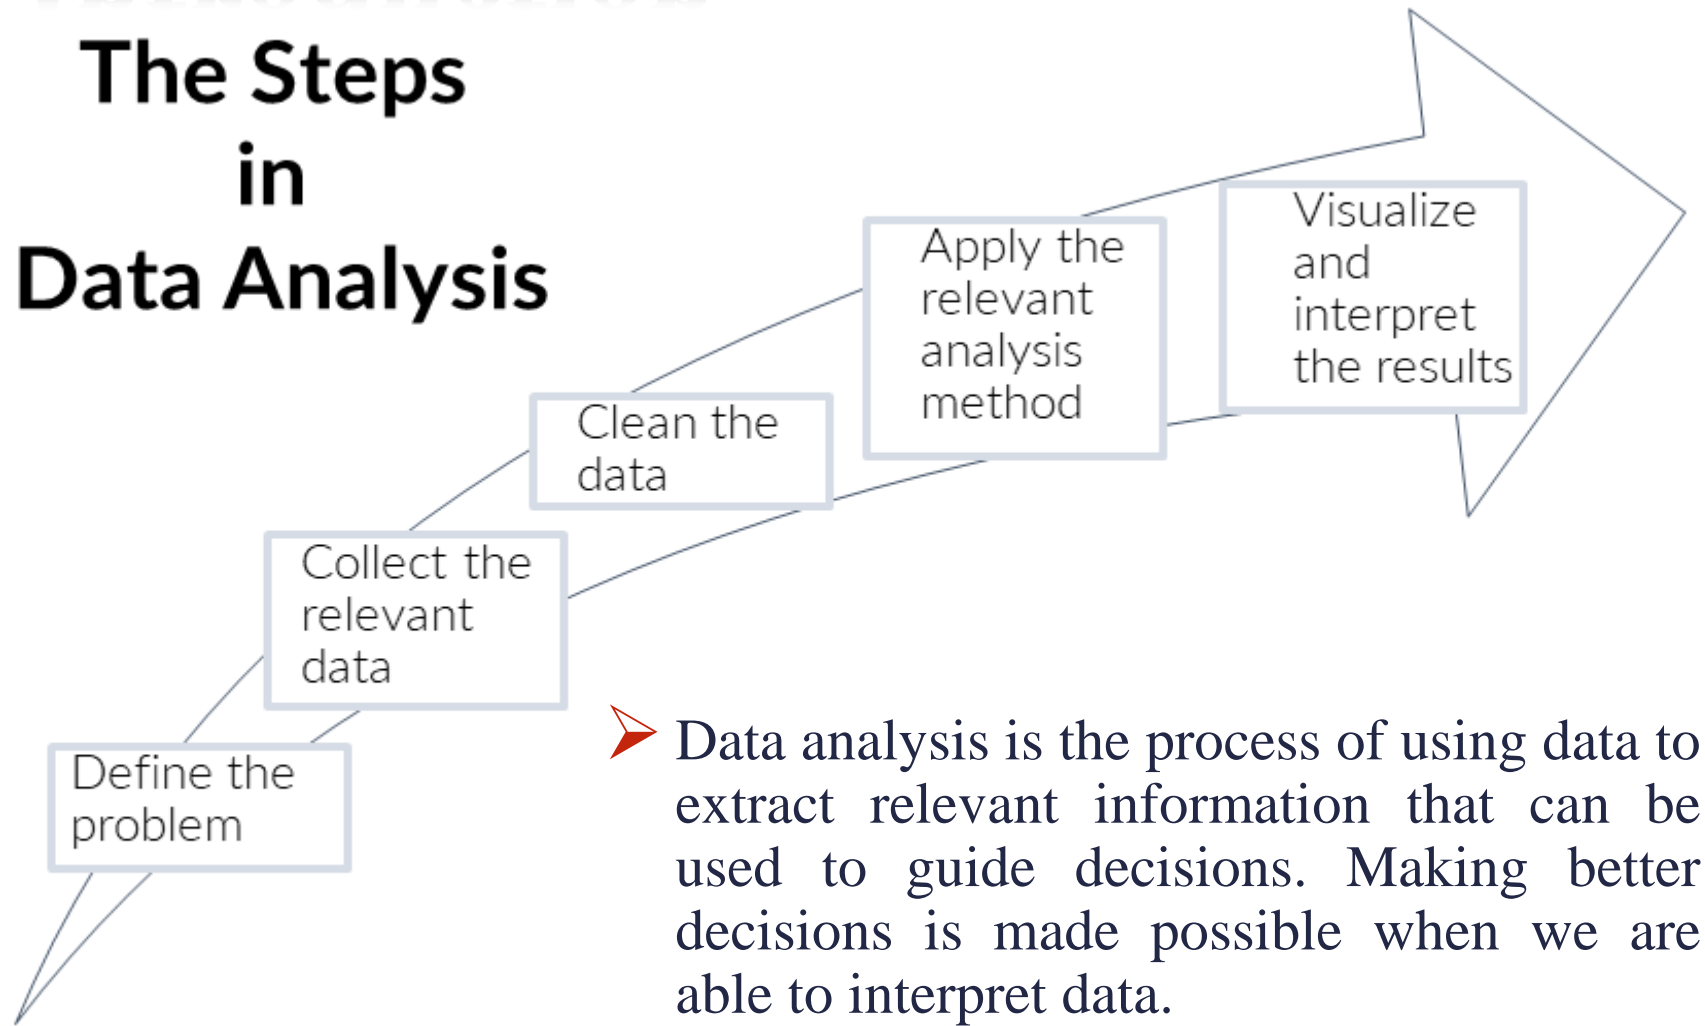 The Steps
in
Data Analysis
Define the
problem
Collect the
relevant
data
Clean the
data
Apply the
relevant
analysis
method
Visualize
and
interpret
the results
Data analysis is the process of using data to
extract relevant information that can be
used to guide decisions. Making better
decisions is made possible when we are
able to interpret data.